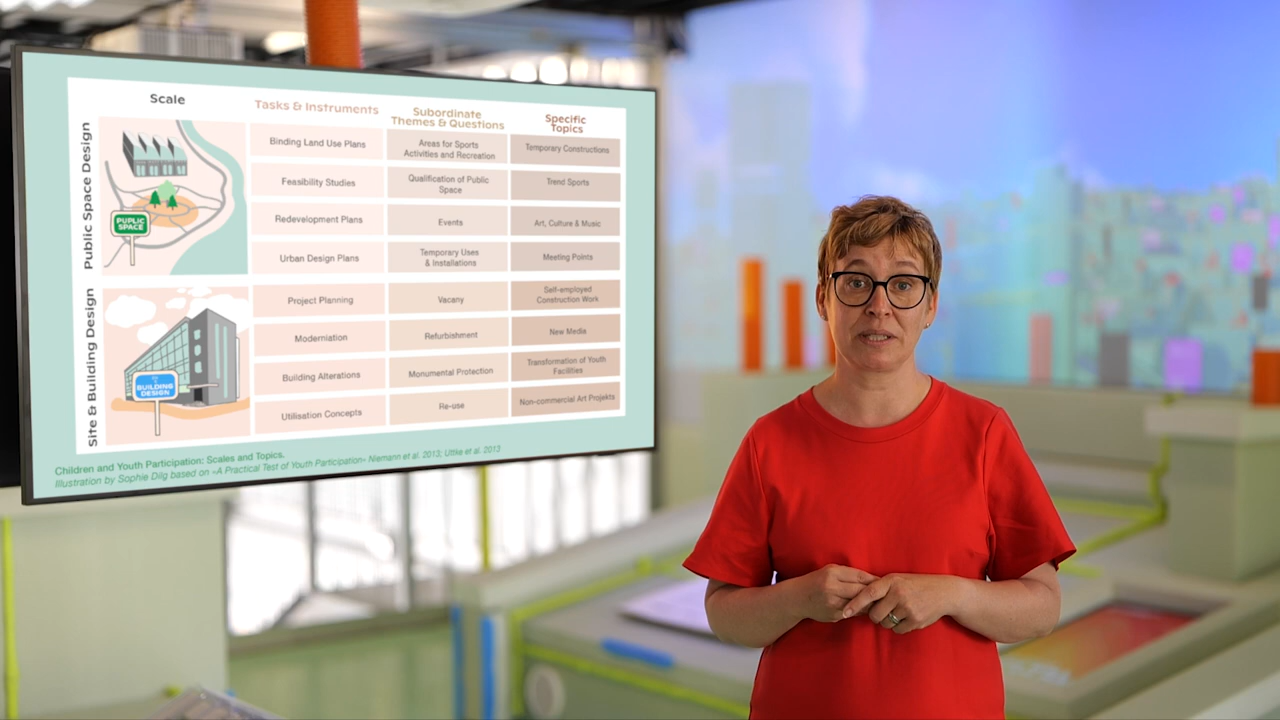 Scale
Tasks & Instruments
Subordinate
Themes & Questions
Specific
Topics
Public Space Design
PUPLIC
SPACE
Binding Land Use Plans
Areas for Sports
Activities and Recreation
Temporary Constructions
Feasibility Studies
Qualification of Public
Space
Trend Sports
Redevelopment Plans
Events
Art, Culture & Music
Urban Design Plans
Temporary Uses
& Installations
Meeting Points
Site & Building Design
BUILDING
DESIGN
Project Planning
Vacany
Self-employed
Construction Work
Moderniation
Refurbishment
New Media
Building Alterations
Monumental Protection
Transformation of Youth
Facilities
Utilisation Concepts
Re-use
Non-commercial Art Projekts
Children and Youth Participation: Scales and Topics.
Illustration by Sophie Dilg based on »A Practical Test of Youth Participation« Niemann et al. 2013; Uttke et al. 2013